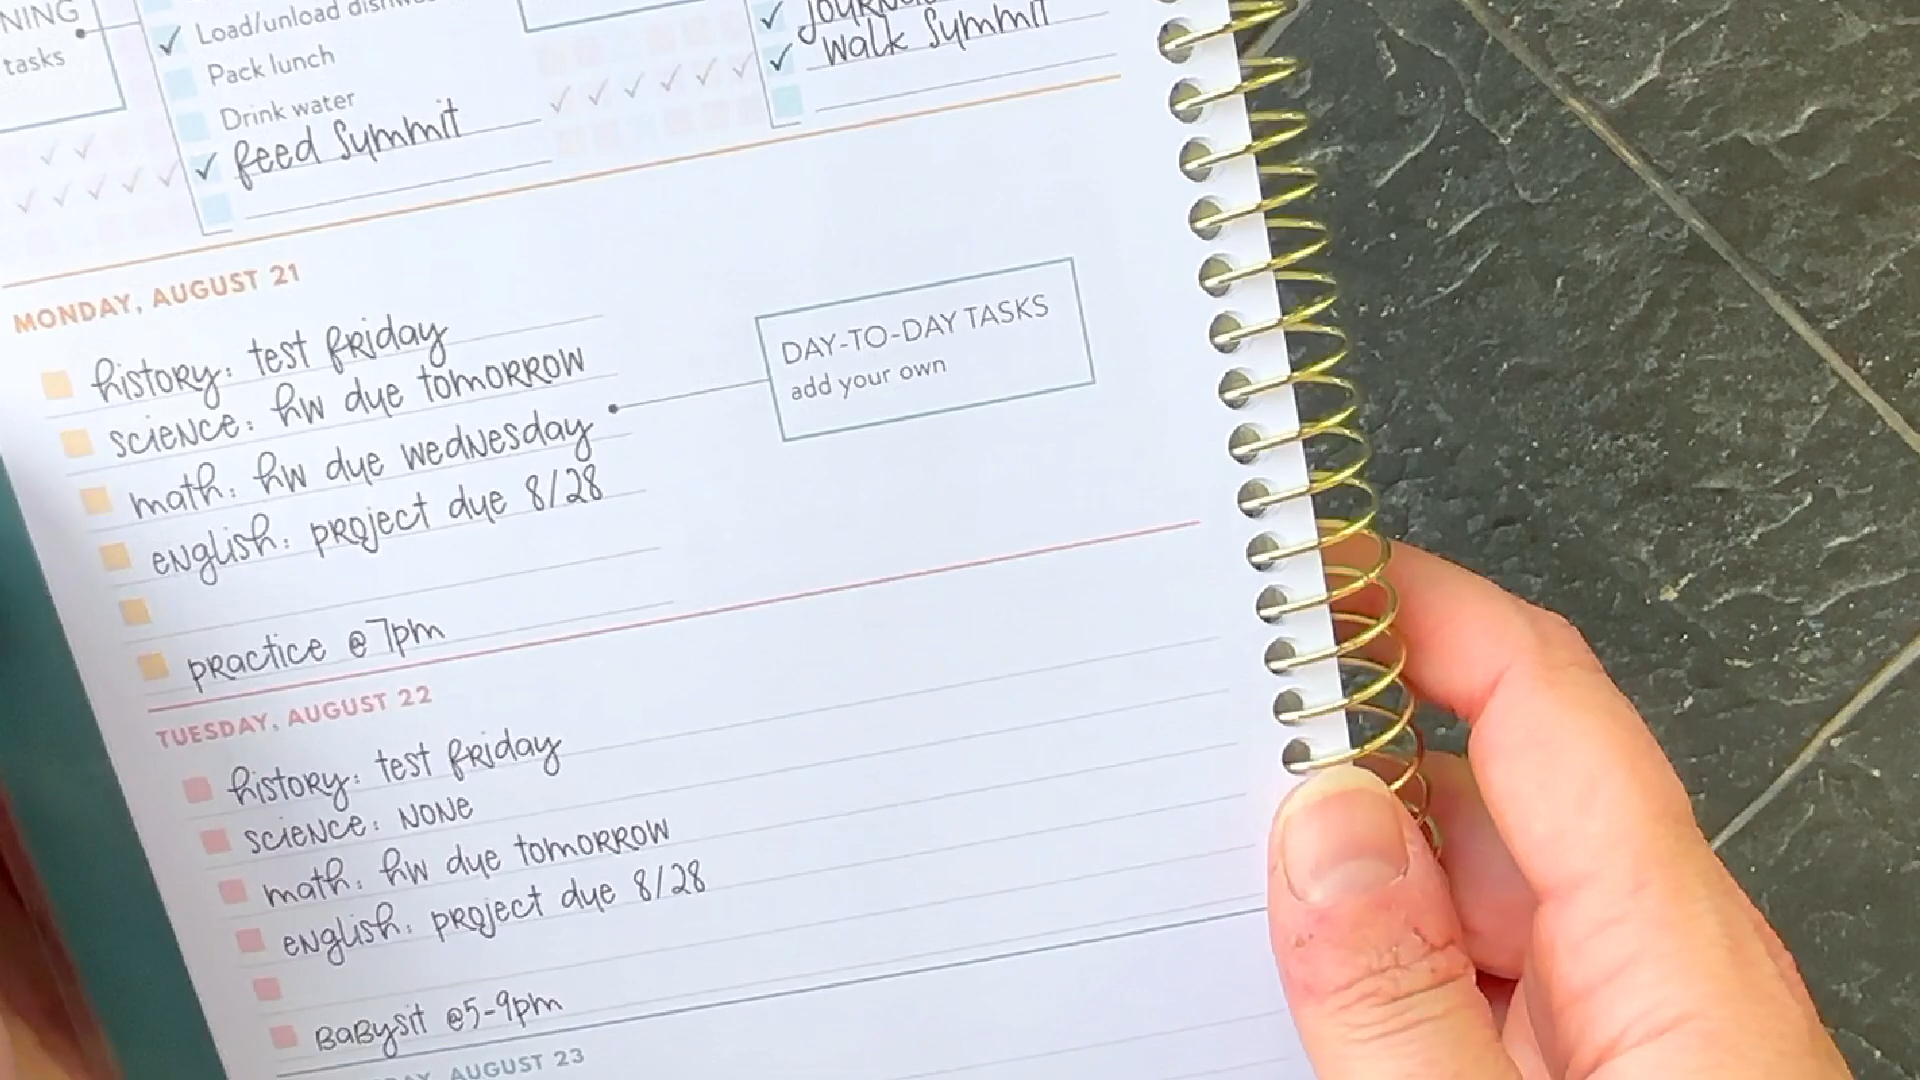 NING
tasks
Load/unload
Pack lunch
Drink water
feed Summit
walk Summit
MONDAY, AUGUST 21
history: test friday
science: hw due tomorrow
math: hw due wednesday
english: project due 8/28
practice @ 7pm
DAY-TO-DAY TASKS
add your own
TUESDAY, AUGUST 22
history: test friday
science: NONE
math: hw due tomorrow
english: project due 8/28
BaBysit @5-9pm
AUGUST 23